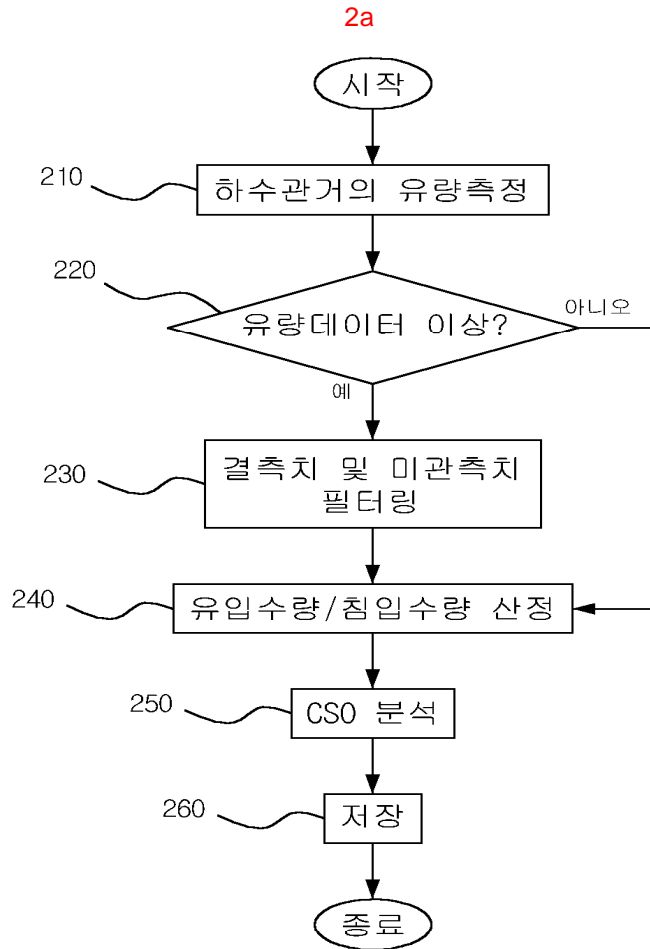 2a
시작
210
하수관거의 유량측정
220
유량데이터 이상?
아니오
예
230
결측치 및 미관측치
필터링
240
유입수량/침입수량 산정
250
CSO 분석
260
저장
종료